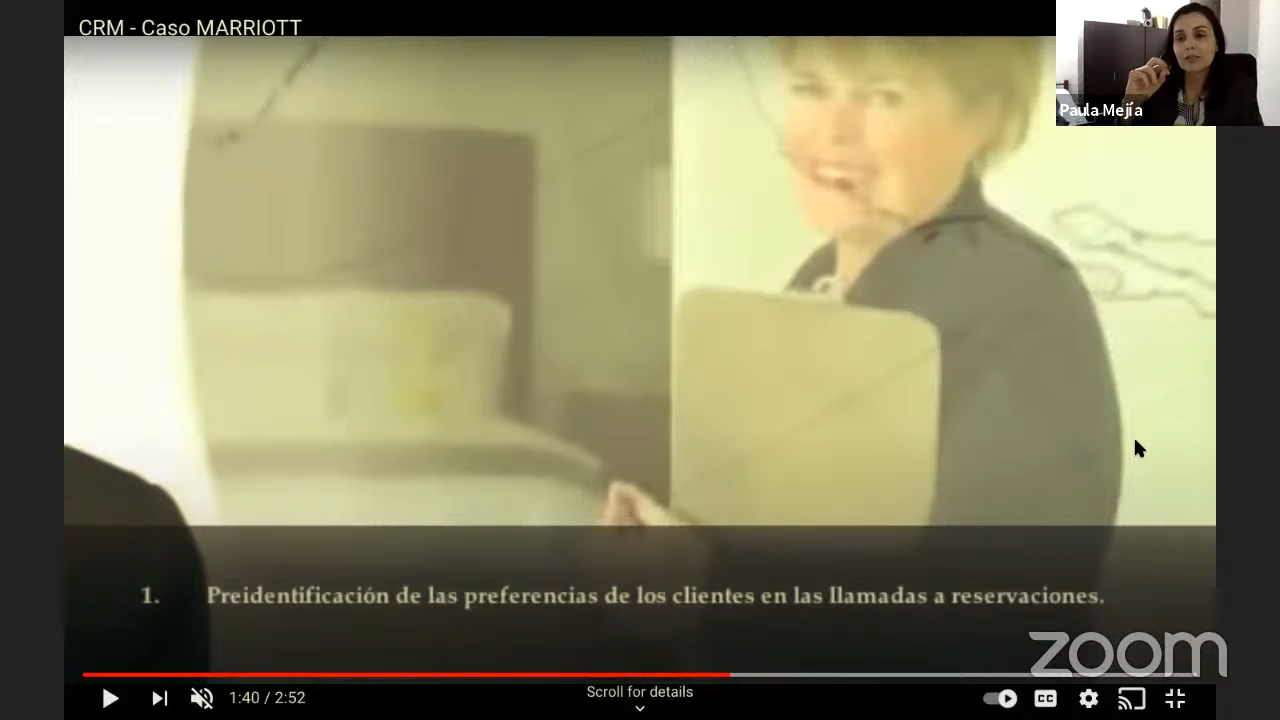 CRM - Caso MARRIOTT
Paula Mejía
1. Preidentificación de las preferencias de los clientes en las llamadas a reservaciones.
zoom
1:40 / 2:52
Scroll for details
CC